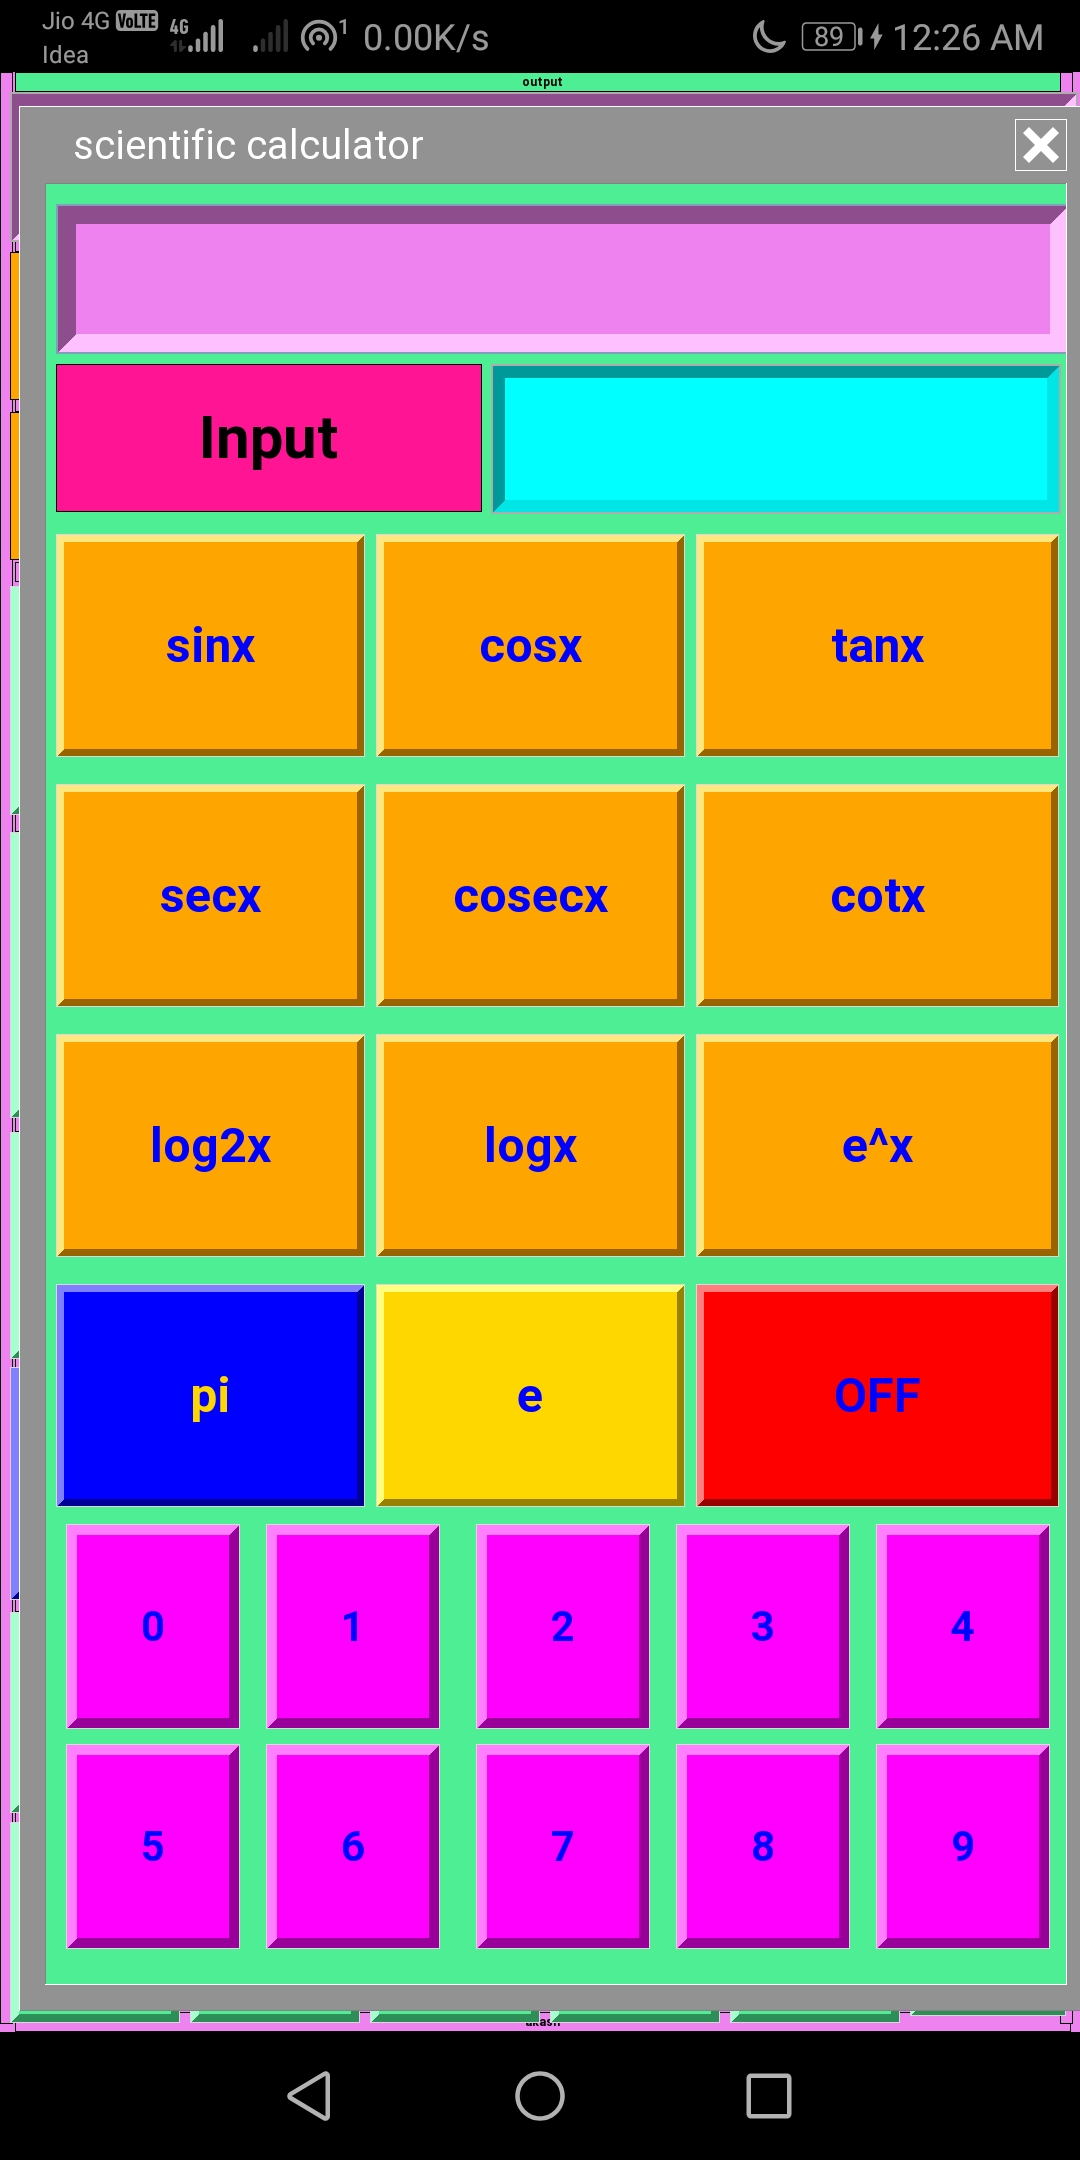 Jio 4G VoLTE 4G 1 0.00K/s 89 12:26 AM
Idea
output
scientific calculator
Input
sinx cosx tanx
secx cosecx cotx
log2x logx e^x
pi e OFF
0 1 2 3 4
5 6 7 8 9